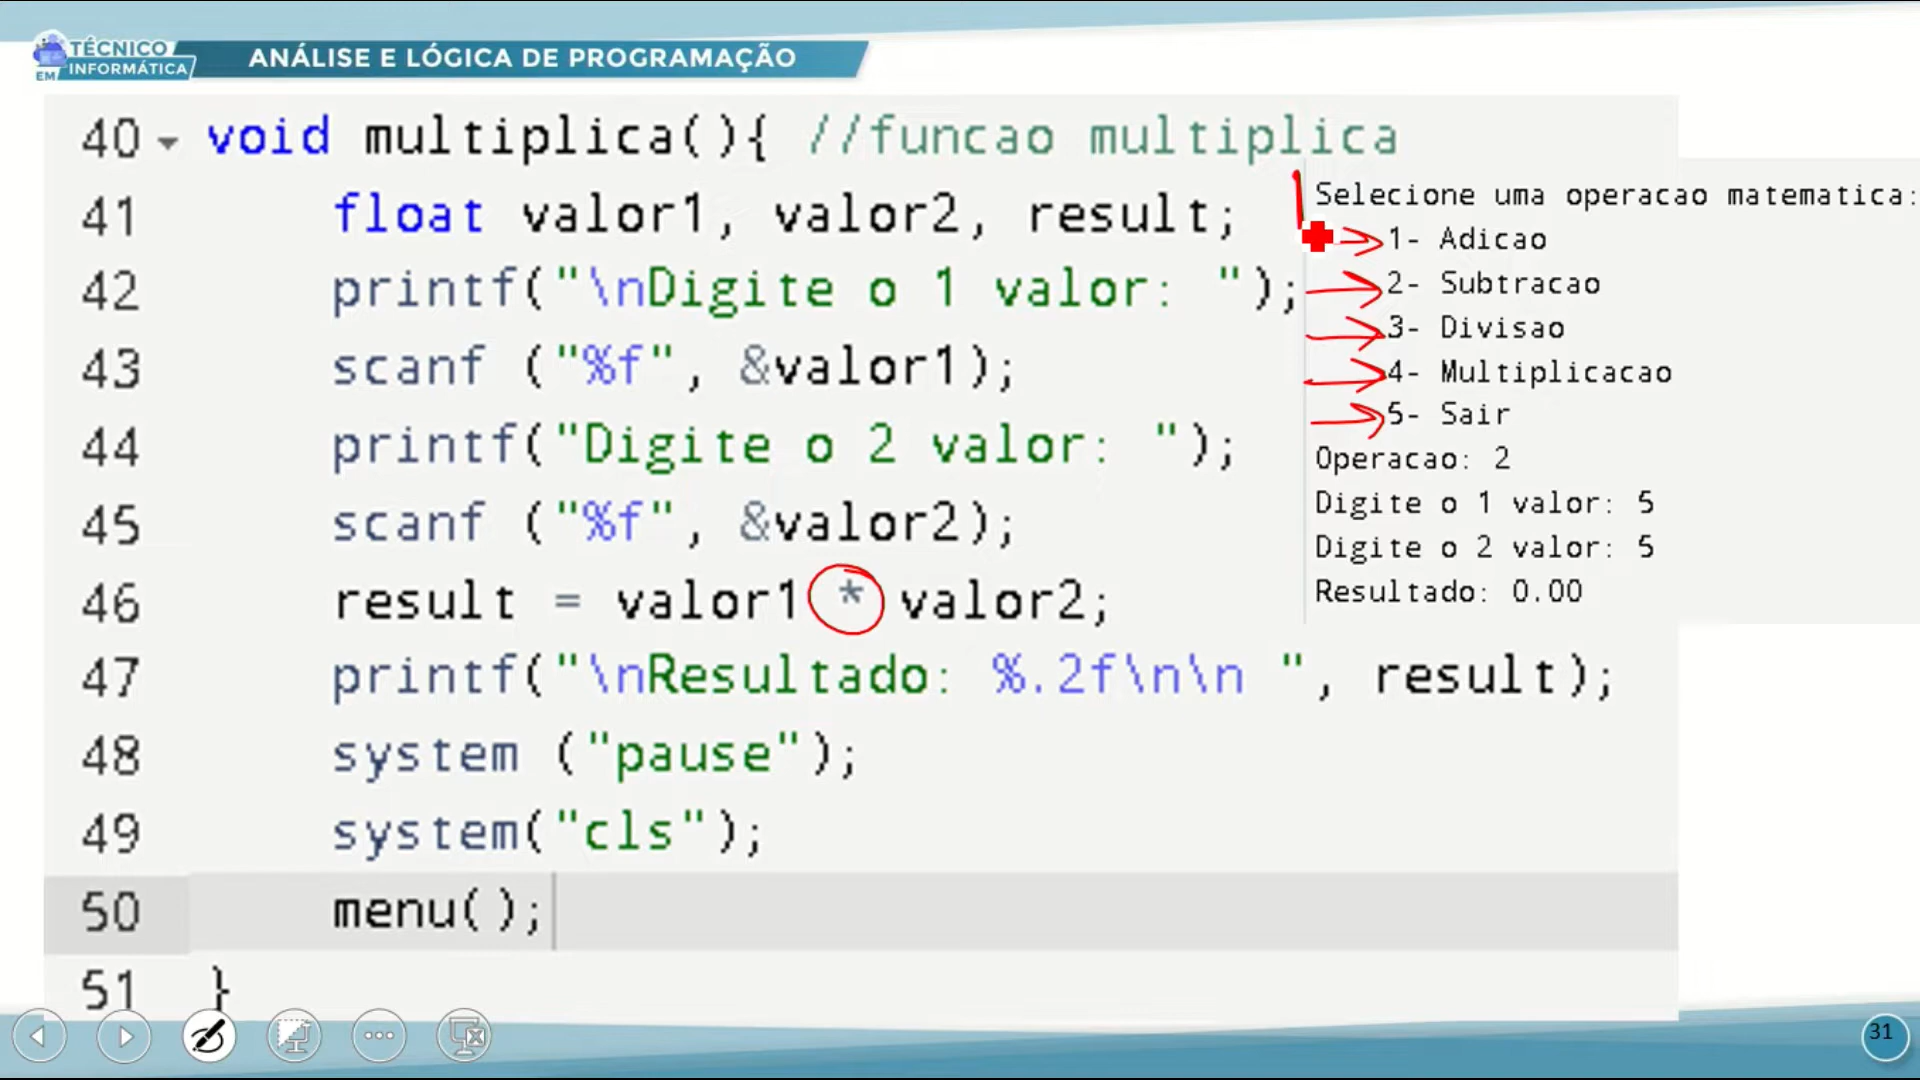 TÉCNICO
EM INFORMÁTICA
ANÁLISE E LÓGICA DE PROGRAMAÇÃO
40 void multiplica(){ //funcao multiplica
41 float valor1, valor2, result;
42 printf("\nDigite o 1 valor: ");
43 scanf ("%f", &valor1);
44 printf("Digite o 2 valor: ");
45 scanf ("%f", &valor2);
46 result = valor1 * valor2;
47 printf("\nResultado: %.2f\n\n ", result);
48 system ("pause");
49 system("cls");
50 menu();
51 }
Selecione uma operacao matematica:
1- Adicao
2- Subtracao
3- Divisao
4- Multiplicacao
5- Sair
Operacao: 2
Digite o 1 valor: 5
Digite o 2 valor: 5
Resultado: 0.00
31